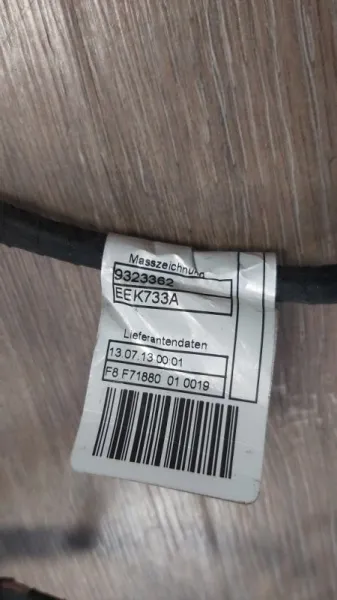 Masszeichnung
9323362
EEK733A
Lieferantendaten
13.07.13 00:01
F8 F71880 01 0019